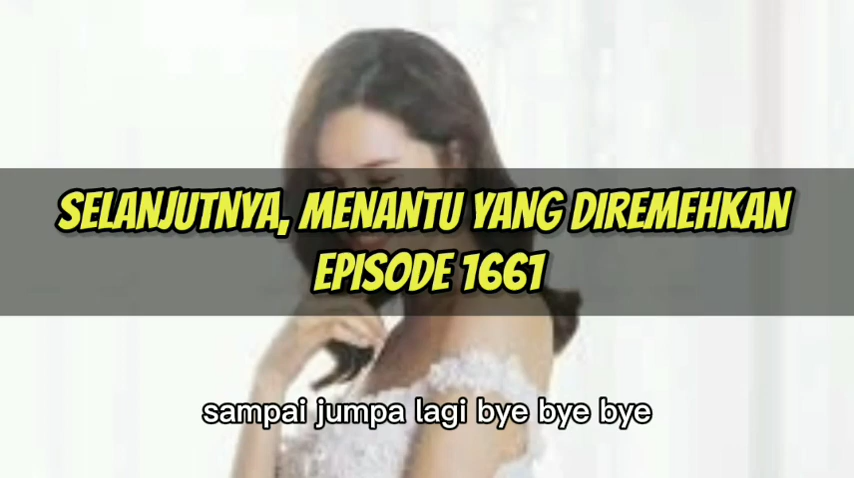 SELANJUTNYA, MENANTU YANG DIREMEHKAN
EPISODE 1661
sampai jumpa lagi bye bye bye